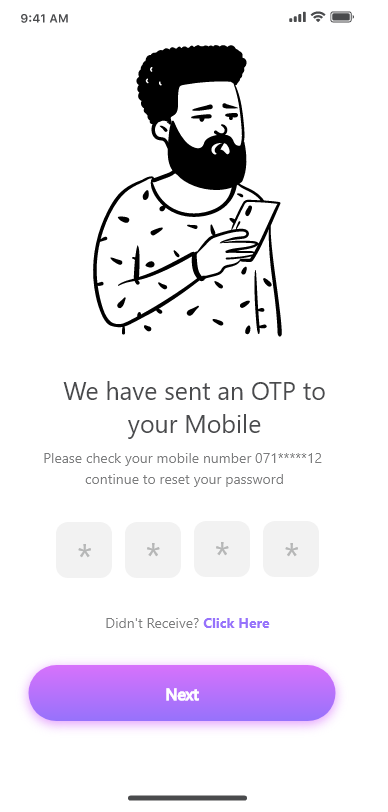 9:41 AM
We have sent an OTP to
your Mobile
Please check your mobile number 071*****12
continue to reset your password
* * * *
Didn't Receive? Click Here
Next